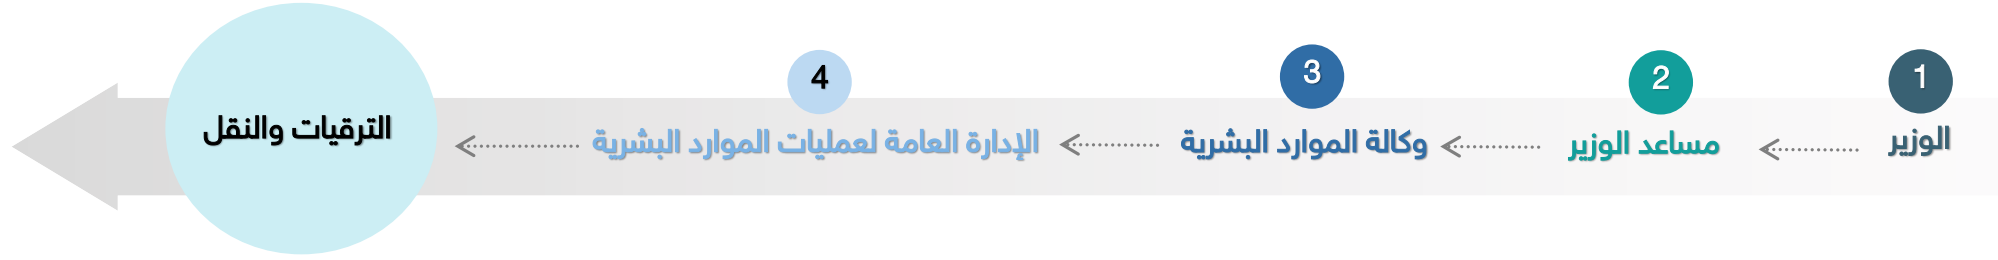 1
الوزير
2
مساعد الوزير
3
وكالة الموارد البشرية
4
الإدارة العامة لعمليات الموارد البشرية
الترقيات والنقل